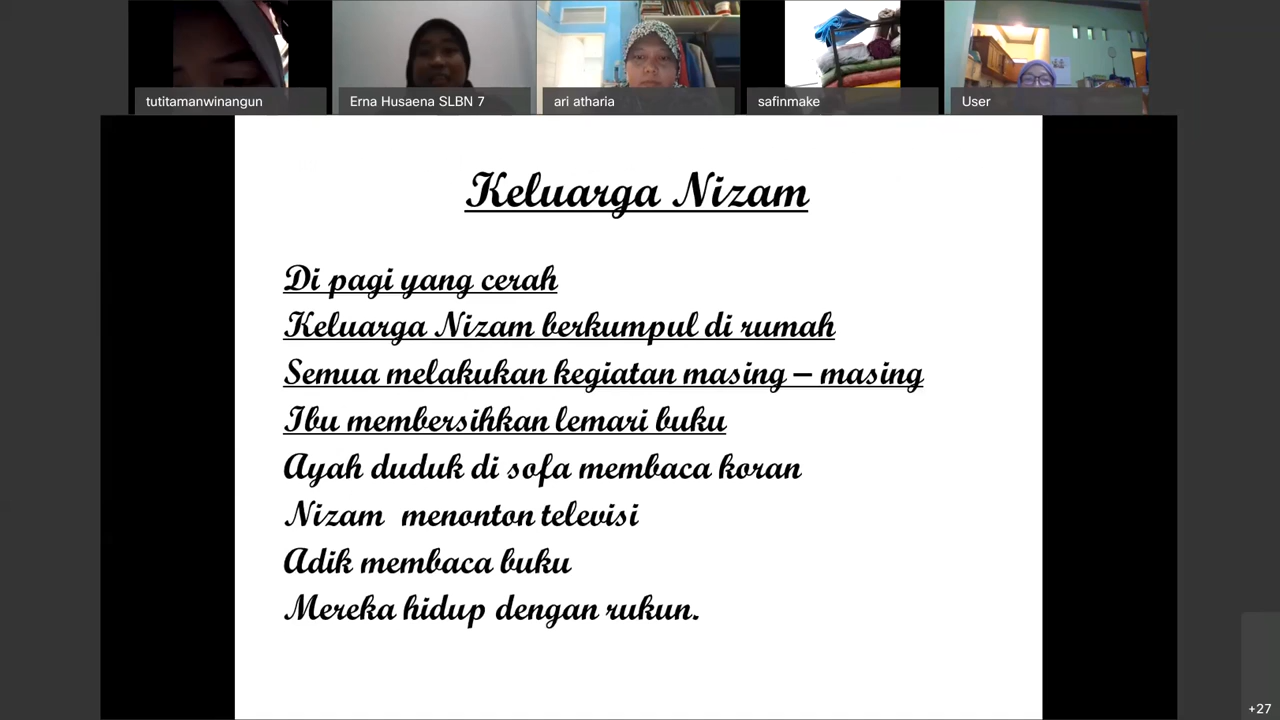 tutitamanwinangun
Erna Husaena SLBN 7
ari atharia
safinmake
User
Keluarga Nizam
Di pagi yang cerah
Keluarga Nizam berkumpul di rumah
Semua melakukan kegiatan masing – masing
Ibu membersihkan lemari buku
Ayah duduk di sofa membaca koran
Nizam menonton televisi
Adik membaca buku
Mereka hidup dengan rukun.
+27